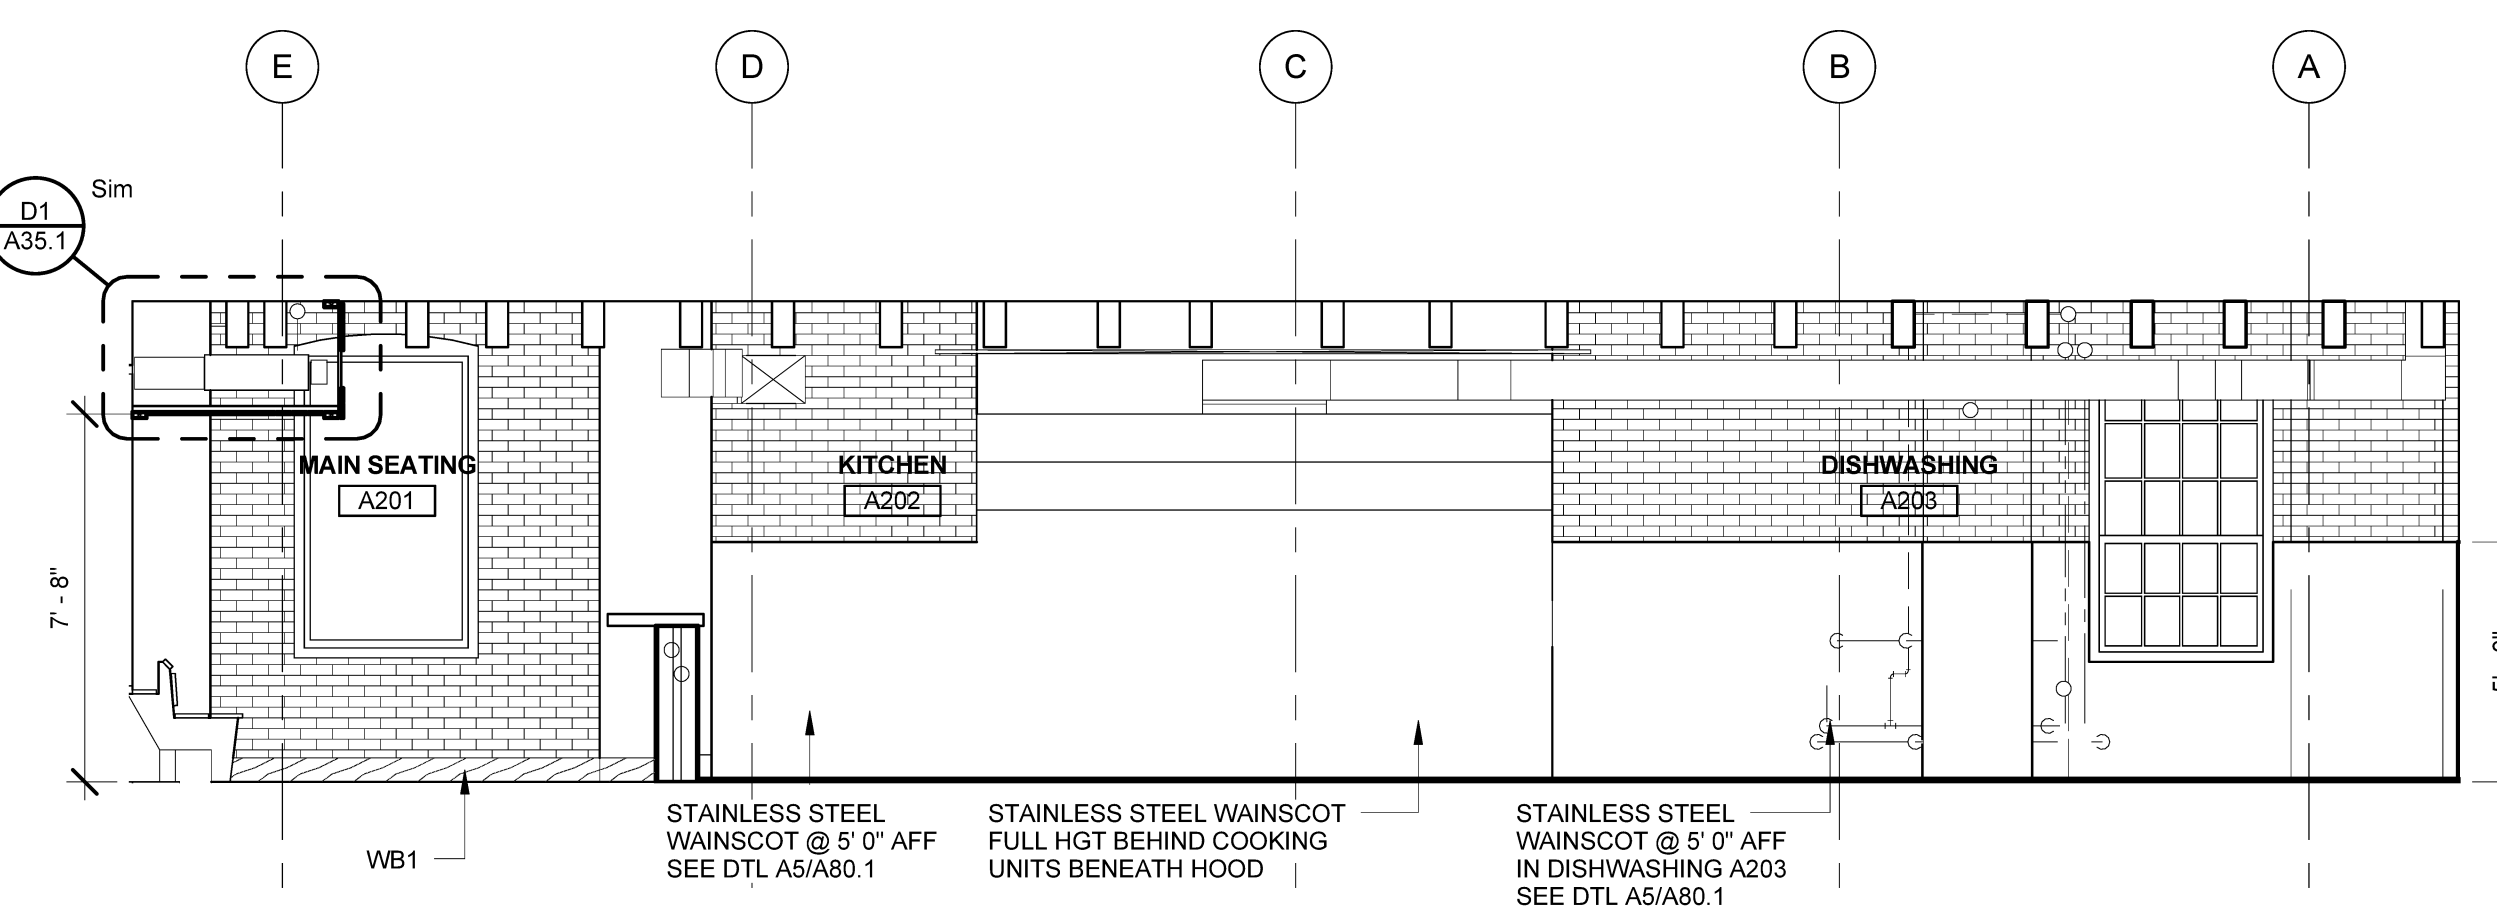 E
D
C
B
A
Sim
D1
A35.1
MAIN SEATING
A201
KITCHEN
A202
DISHWASHING
A203
7' - 8"
WB1
STAINLESS STEEL
WAINSCOT @ 5' 0" AFF
SEE DTL A5/A80.1
STAINLESS STEEL WAINSCOT
FULL HGT BEHIND COOKING
UNITS BENEATH HOOD
STAINLESS STEEL
WAINSCOT @ 5' 0" AFF
IN DISHWASHING A203
SEE DTL A5/A80.1